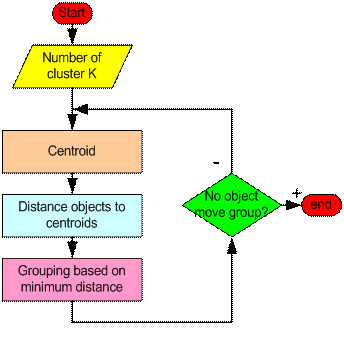 Start
Number of
cluster K
Centroid
Distance objects to
centroids
Grouping based on
minimum distance
-
No object
move group?
+
end